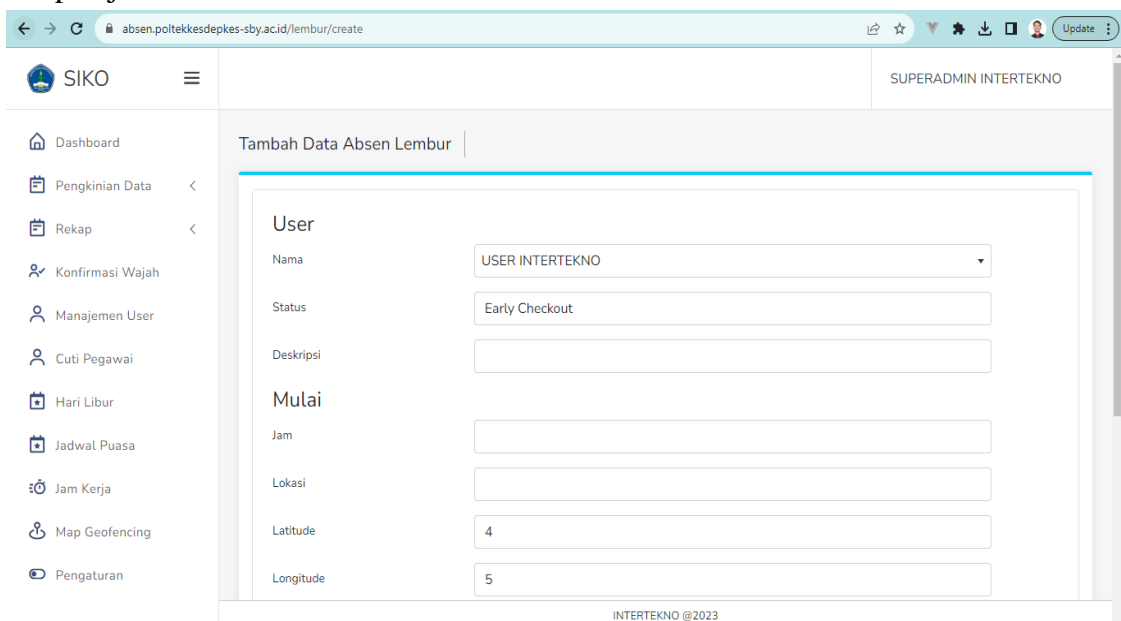 absen.poltekkesdepkes-sby.ac.id/lembur/create
Update
SIKO
SUPERADMIN INTERTEKNO
Dashboard
Pengkinian Data
Rekap
Konfirmasi Wajah
Manajemen User
Cuti Pegawai
Hari Libur
Jadwal Puasa
Jam Kerja
Map Geofencing
Pengaturan
Tambah Data Absen Lembur
User
Nama USER INTERTEKNO
Status Early Checkout
Deskripsi
Mulai
Jam
Lokasi
Latitude 4
Longitude 5
INTERTEKNO @2023